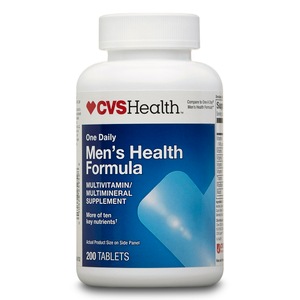 CVSHealth
One Daily
Men's Health
Formula
MULTIVITAMIN/
MULTIMINERAL
SUPPLEMENT
More of ten
key nutrients†
Actual Product Size on Side Panel
200 TABLETS